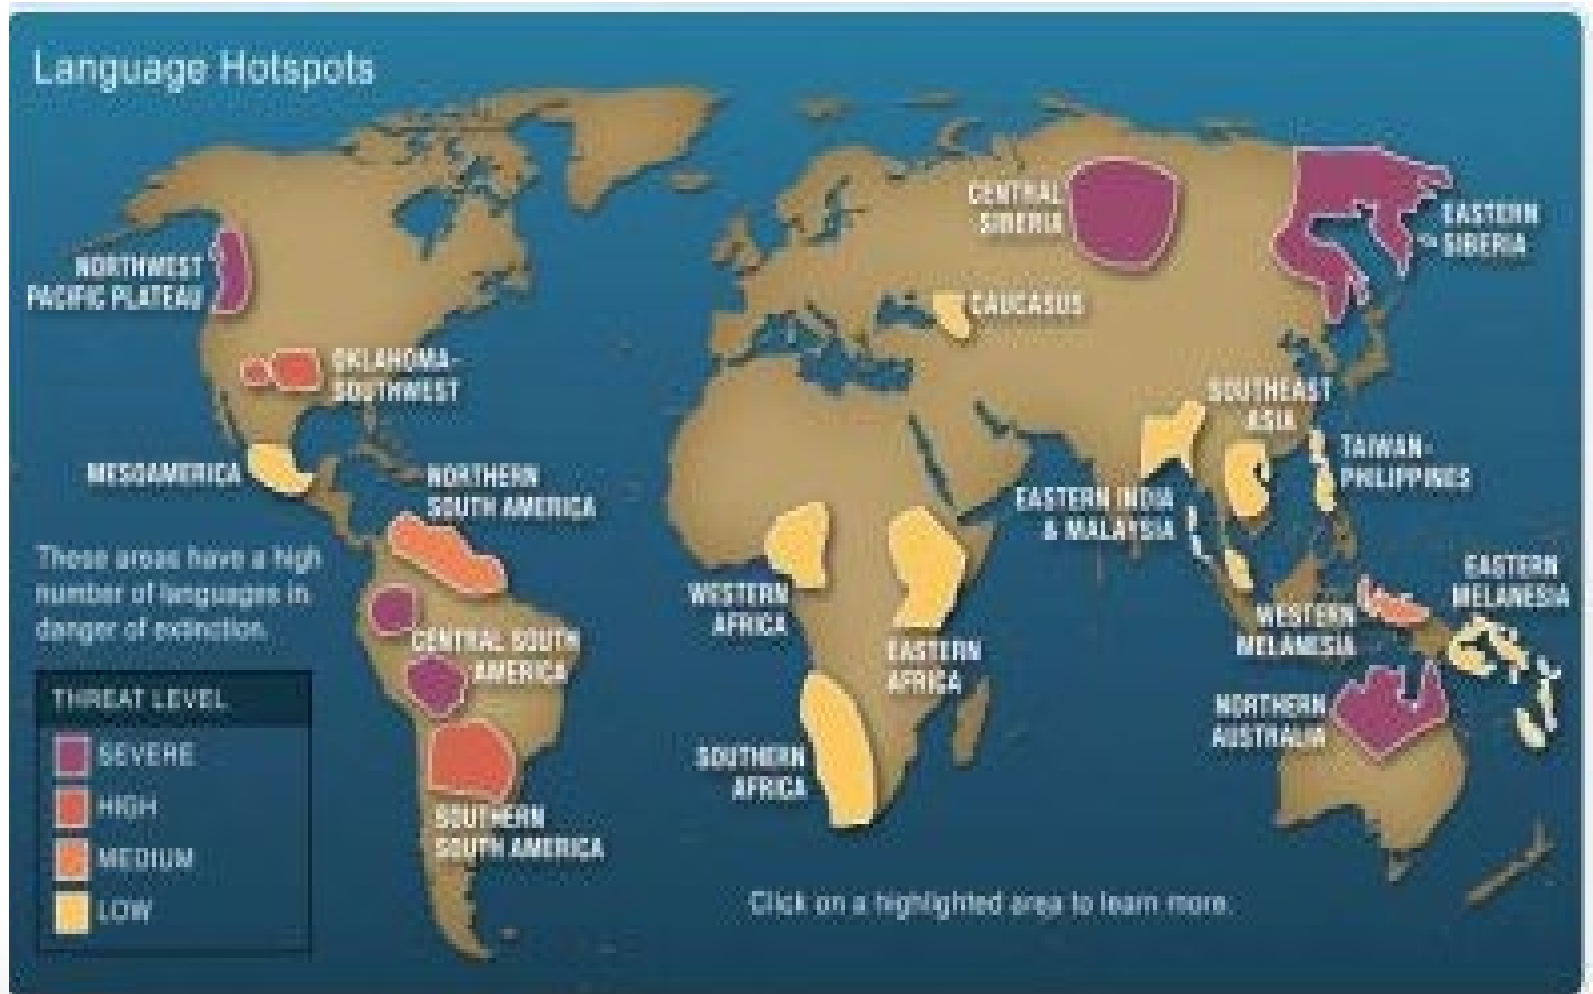 Language Hotspots
CENTRAL
SIBERIA
EASTERN
SIBERIA
NORTHWEST
PACIFIC PLATEAU
CAUCASUS
OKLAHOMA-
SOUTHWEST
SOUTHEAST
ASIA
MESOAMERICA
NORTHERN
SOUTH AMERICA
TAIWAN-
PHILIPPINES
EASTERN INDIA
& MALAYSIA
These areas have a high
number of languages in
danger of extinction.
WESTERN
AFRICA
EASTERN
MELANESIA
WESTERN
MELANESIA
CENTRAL SOUTH
AMERICA
EASTERN
AFRICA
THREAT LEVEL
SEVERE
HIGH
MEDIUM
LOW
NORTHERN
AUSTRALIA
SOUTHERN
AFRICA
SOUTHERN
SOUTH AMERICA
Click on a highlighted area to learn more.